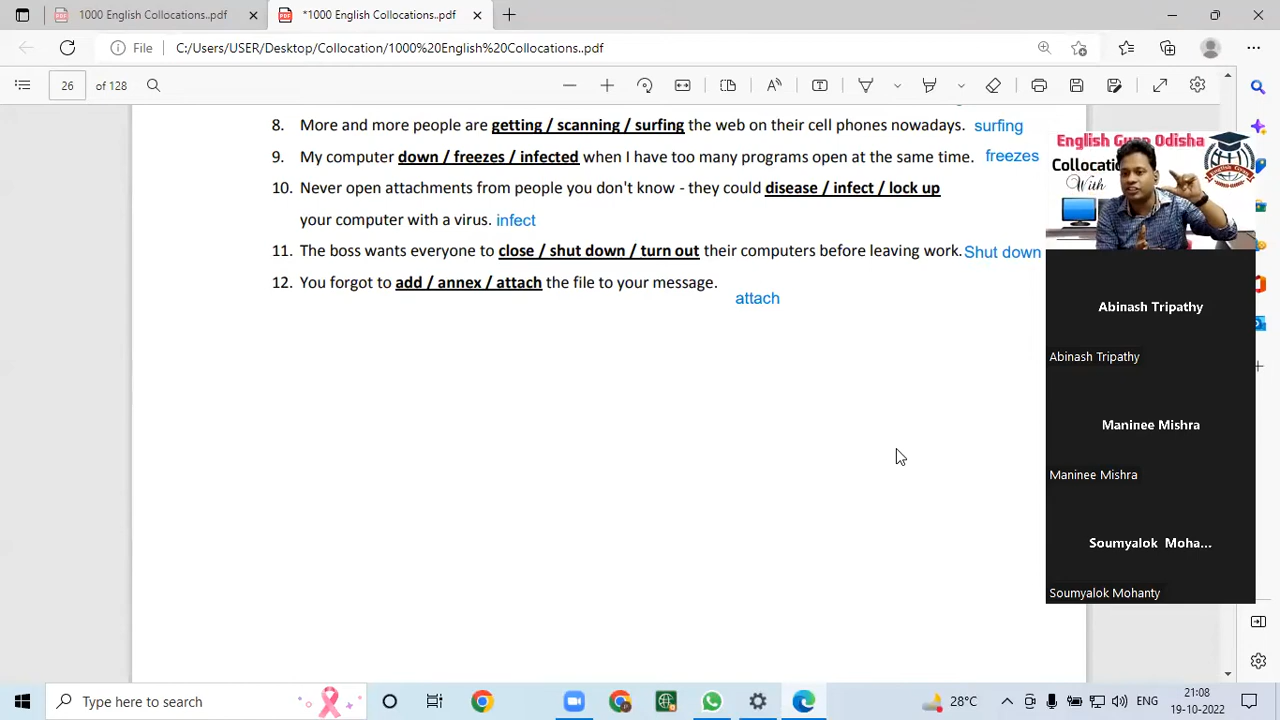 1000 English Collocations..pdf
*1000 English Collocations..pdf
File
C:/Users/USER/Desktop/Collocation/1000%20English%20Collocations..pdf
26 of 128
8. More and more people are getting / scanning / surfing the web on their cell phones nowadays. surfing
9. My computer down / freezes / infected when I have too many programs open at the same time. freezes
10. Never open attachments from people you don't know - they could disease / infect / lock up
your computer with a virus. infect
11. The boss wants everyone to close / shut down / turn out their computers before leaving work. Shut down
12. You forgot to add / annex / attach the file to your message.
attach
English Guap Odisha
Collocatio
With
Abinash Tripathy
Abinash Tripathy
Maninee Mishra
Maninee Mishra
Soumyalok Moha...
Soumyalok Mohanty
Type here to search
28°C
ENG
21:08
19-10-2022